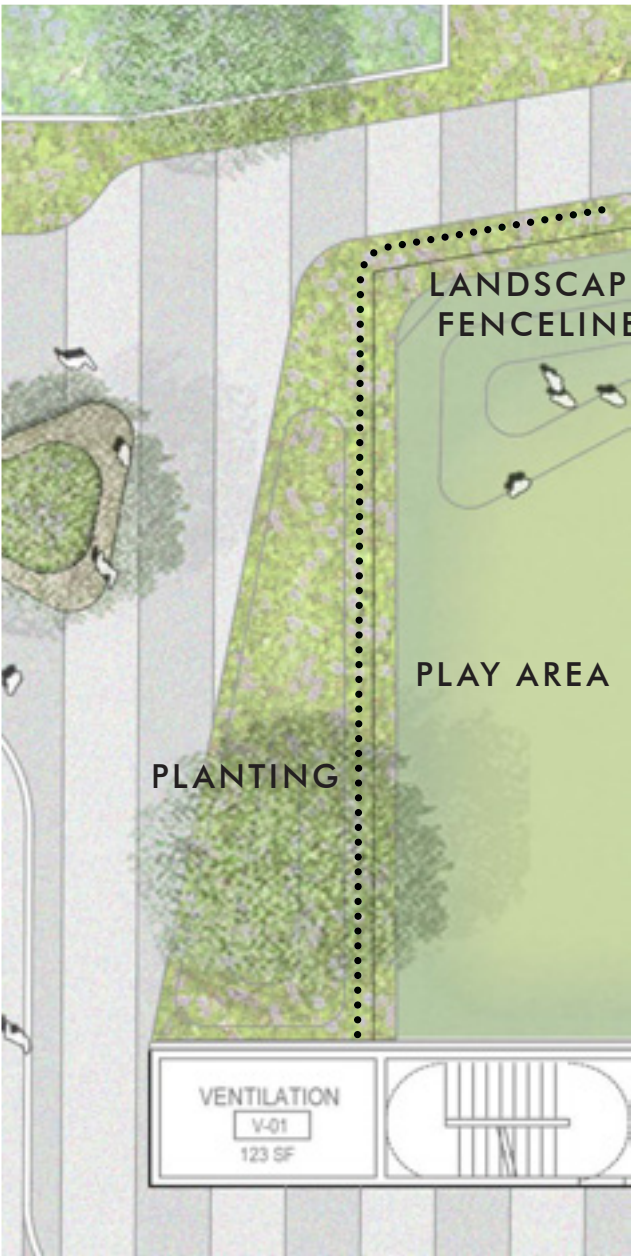 LANDSCAP
FENCELINE
PLAY AREA
PLANTING
VENTILATION
V-01
123 SF